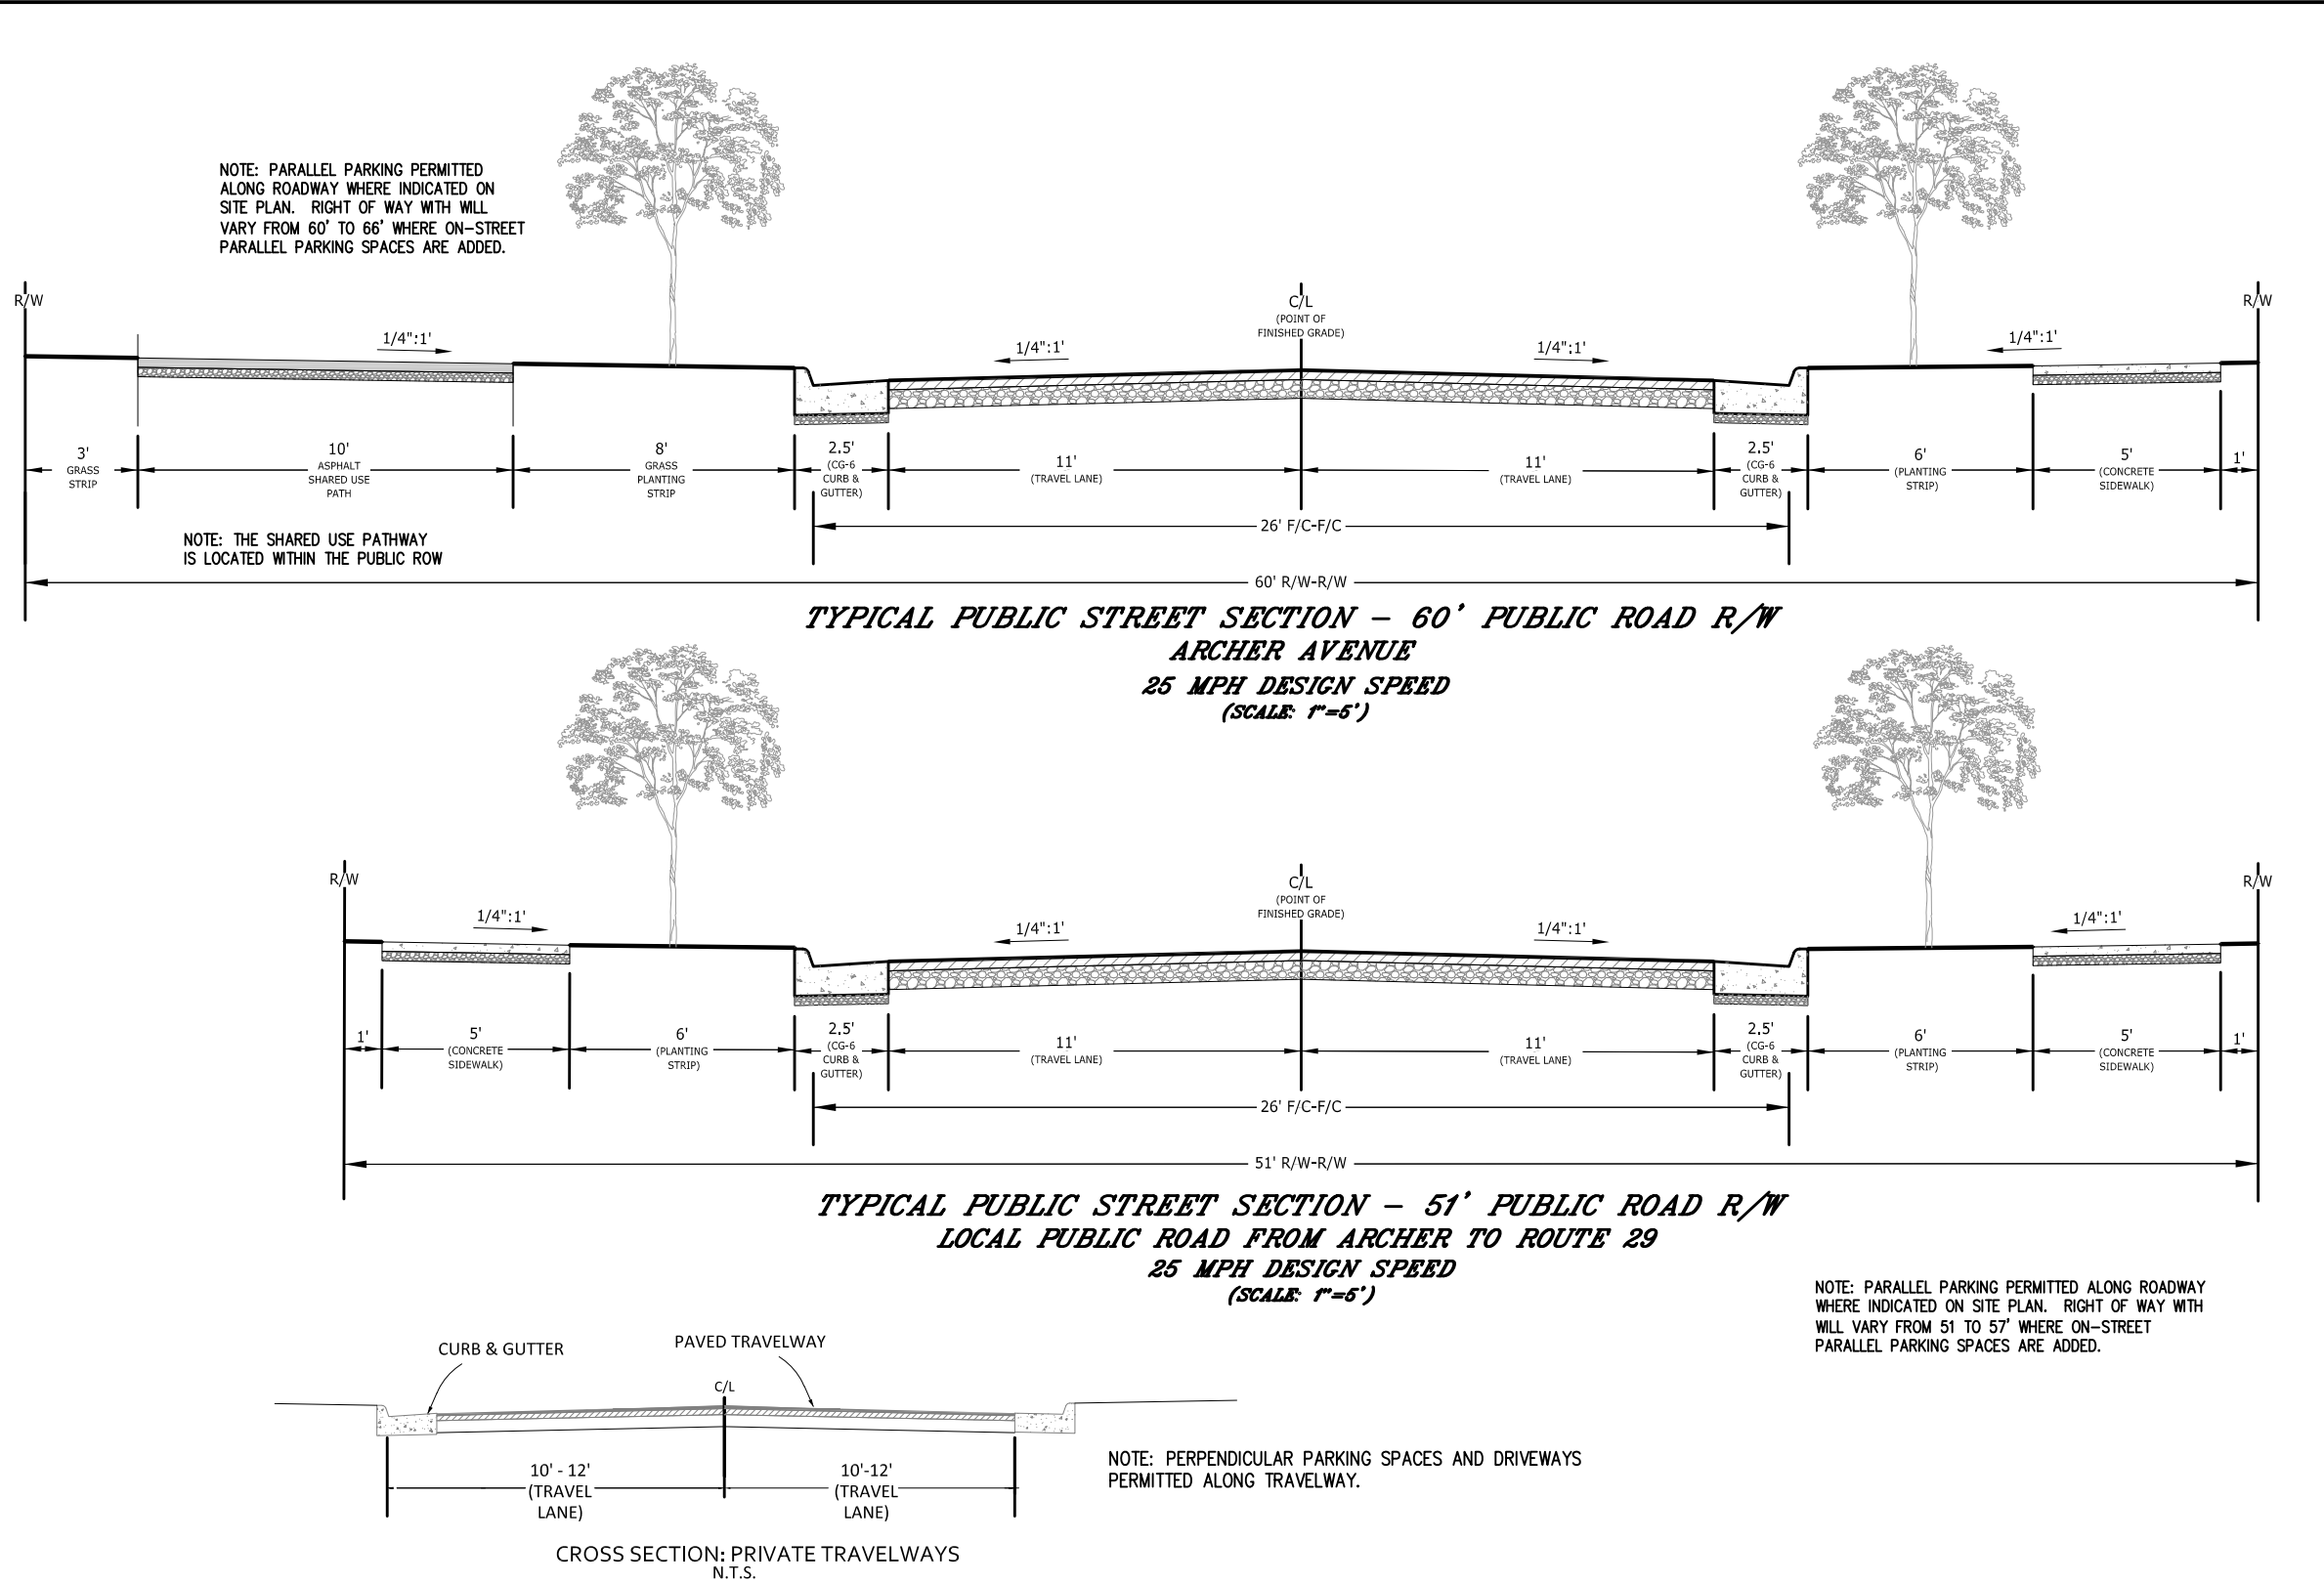 NOTE: PARALLEL PARKING PERMITTED
ALONG ROADWAY WHERE INDICATED ON
SITE PLAN. RIGHT OF WAY WITH WILL
VARY FROM 60' TO 66' WHERE ON-STREET
PARALLEL PARKING SPACES ARE ADDED.
R/W
C/L
(POINT OF
FINISHED GRADE)
R/W
1/4":1'
1/4":1'
1/4":1'
1/4":1'
3'
GRASS
STRIP
10'
ASPHALT
SHARED USE
PATH
8'
GRASS
PLANTING
STRIP
2.5'
(CG-6
CURB &
GUTTER)
11'
(TRAVEL LANE)
11'
(TRAVEL LANE)
2.5'
(CG-6
CURB &
GUTTER)
6'
(PLANTING
STRIP)
5'
(CONCRETE
SIDEWALK)
1'
26' F/C-F/C
NOTE: THE SHARED USE PATHWAY
IS LOCATED WITHIN THE PUBLIC ROW
60' R/W-R/W
TYPICAL PUBLIC STREET SECTION - 60' PUBLIC ROAD R/W
ARCHER AVENUE
25 MPH DESIGN SPEED
(SCALE: 1"=5')
R/W
C/L
(POINT OF
FINISHED GRADE)
R/W
1/4":1'
1/4":1'
1/4":1'
1/4":1'
1'
5'
(CONCRETE
SIDEWALK)
6'
(PLANTING
STRIP)
2.5'
(CG-6
CURB &
GUTTER)
11'
(TRAVEL LANE)
11'
(TRAVEL LANE)
2.5'
(CG-6
CURB &
GUTTER)
6'
(PLANTING
STRIP)
5'
(CONCRETE
SIDEWALK)
1'
26' F/C-F/C
51' R/W-R/W
TYPICAL PUBLIC STREET SECTION - 51' PUBLIC ROAD R/W
LOCAL PUBLIC ROAD FROM ARCHER TO ROUTE 29
25 MPH DESIGN SPEED
(SCALE: 1"=5')
NOTE: PARALLEL PARKING PERMITTED ALONG ROADWAY
WHERE INDICATED ON SITE PLAN. RIGHT OF WAY WITH
WILL VARY FROM 51 TO 57' WHERE ON-STREET
PARALLEL PARKING SPACES ARE ADDED.
CURB & GUTTER
PAVED TRAVELWAY
C/L
10' - 12'
(TRAVEL
LANE)
10'-12'
(TRAVEL
LANE)
NOTE: PERPENDICULAR PARKING SPACES AND DRIVEWAYS
PERMITTED ALONG TRAVELWAY.
CROSS SECTION: PRIVATE TRAVELWAYS
N.T.S.